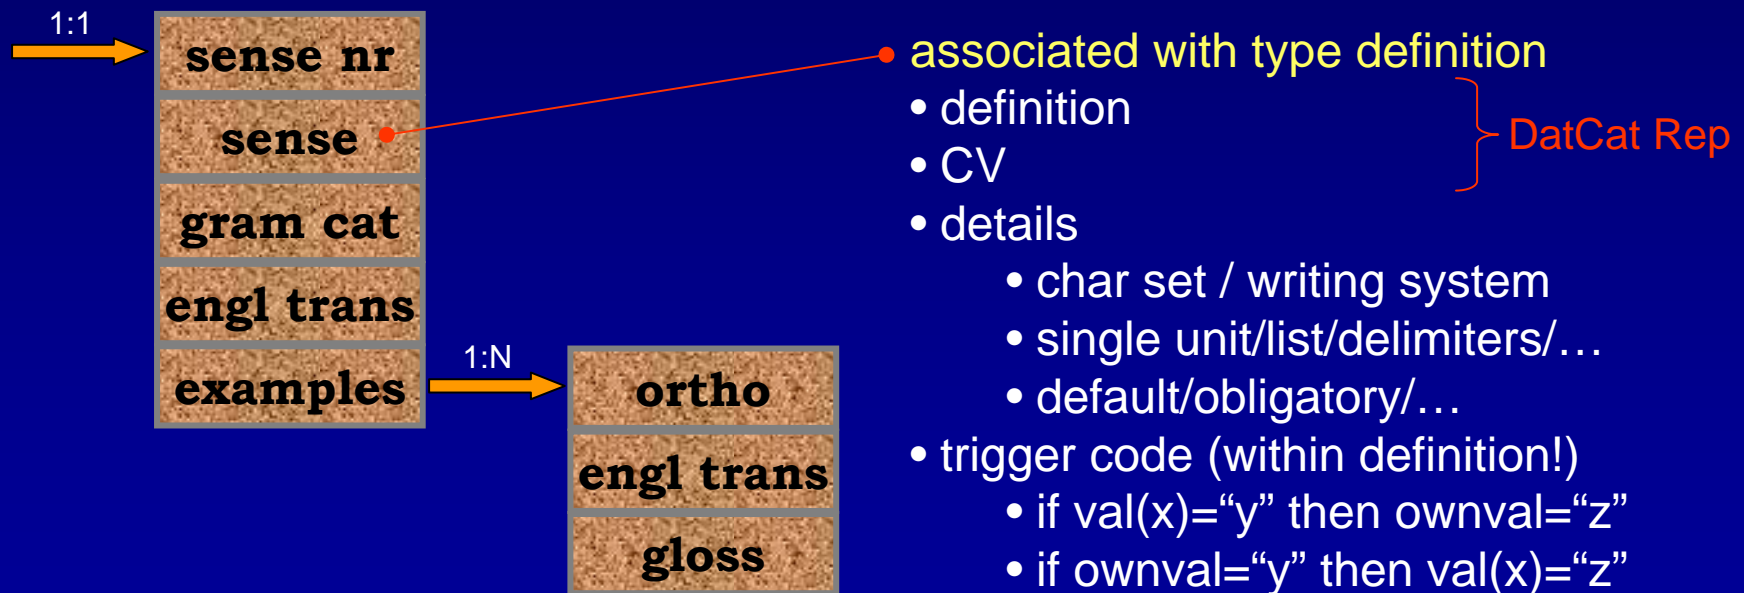 1:1
sense nr
sense
gram cat
engl trans
examples
1:N
ortho
engl trans
gloss
associated with type definition
• definition
• CV
DatCat Rep
• details
• char set / writing system
• single unit/list/delimiters/…
• default/obligatory/…
• trigger code (within definition!)
• if val(x)=“y” then ownval=“z”
• if ownval=“y” then val(x)=“z”